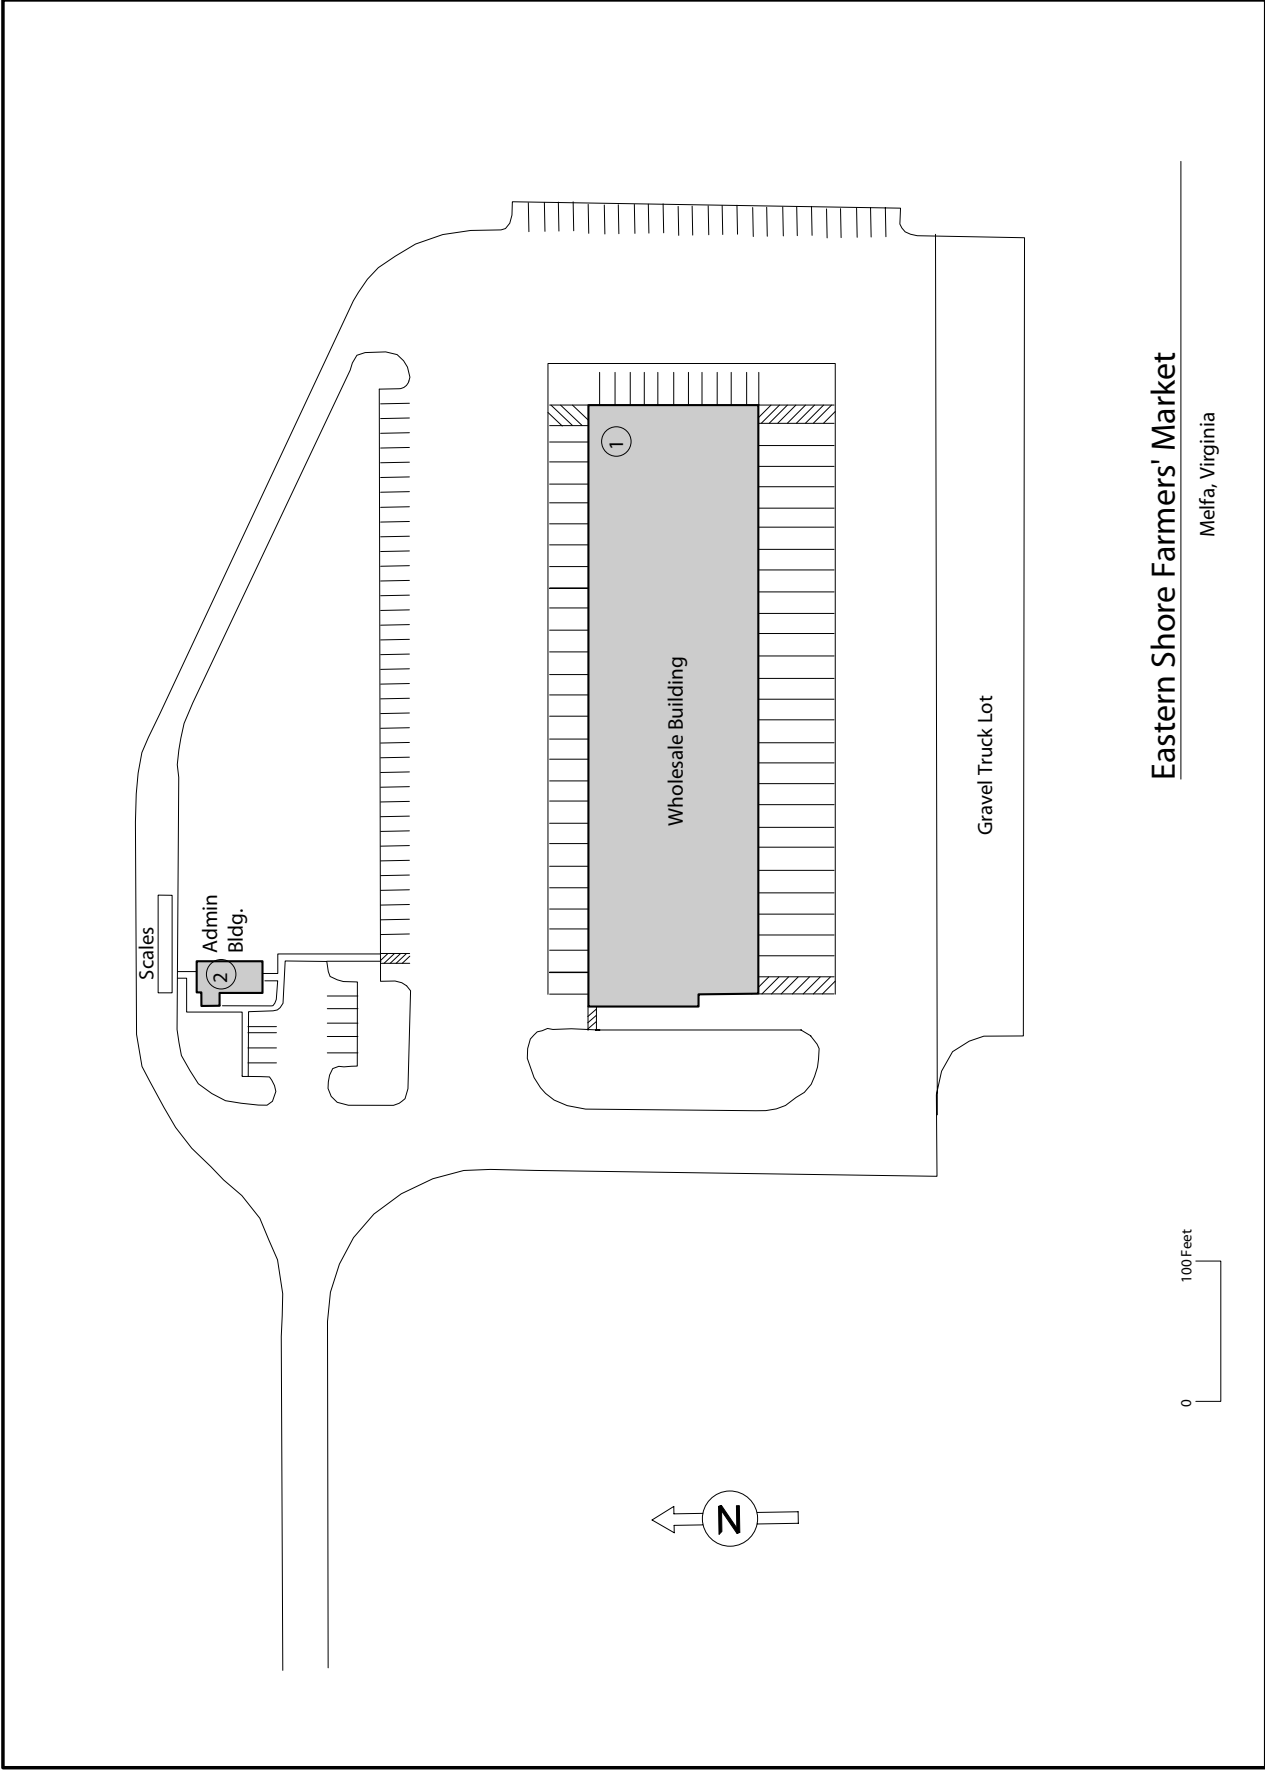 Scales
2
Admin
Bldg.
1
Wholesale Building
Gravel Truck Lot
Eastern Shore Farmers' Market
Melfa, Virginia
0
100 Feet
N